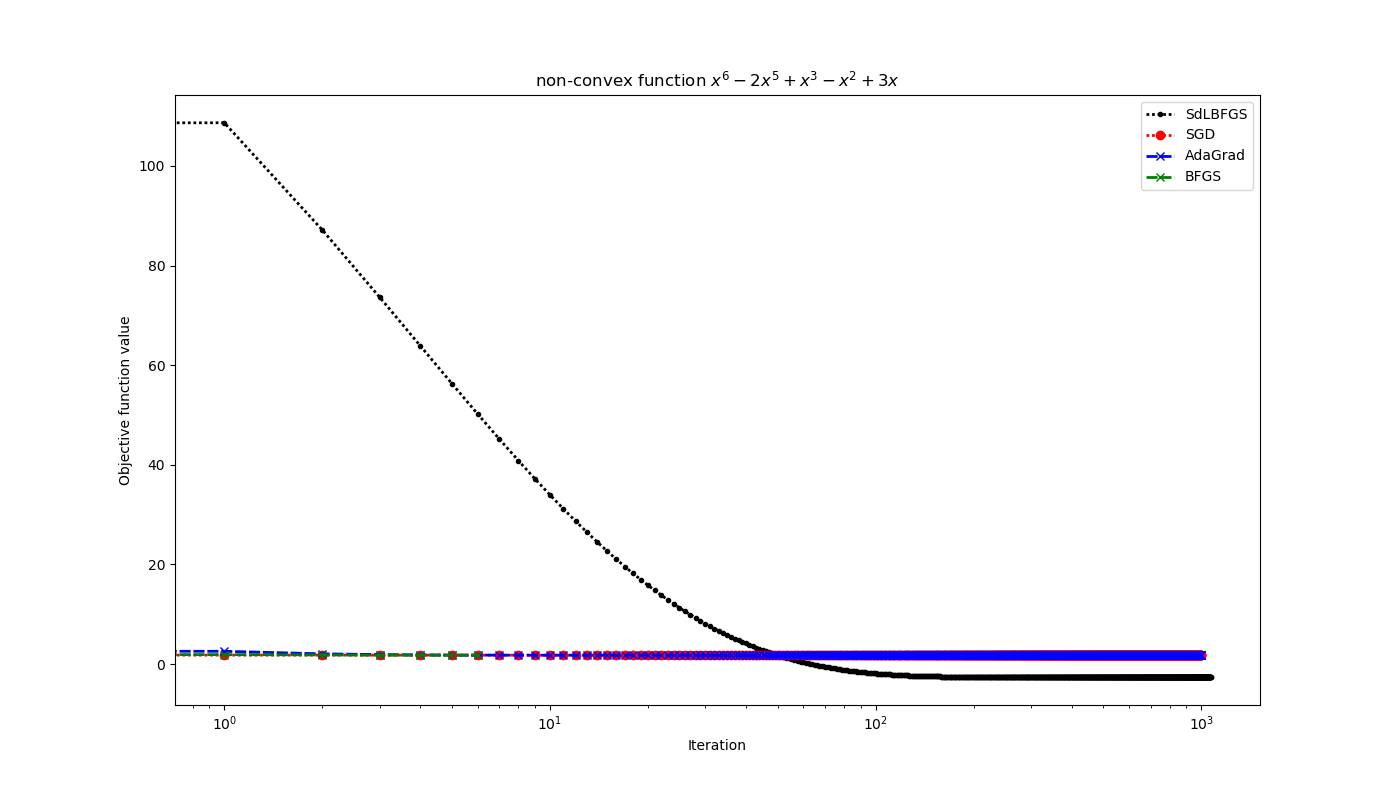 non-convex function x⁶ − 2x⁵ + x³ − x² + 3x
SdLBFGS
SGD
AdaGrad
BFGS
Objective function value
100
80
60
40
20
0
10⁰ 10¹ 10² 10³
Iteration